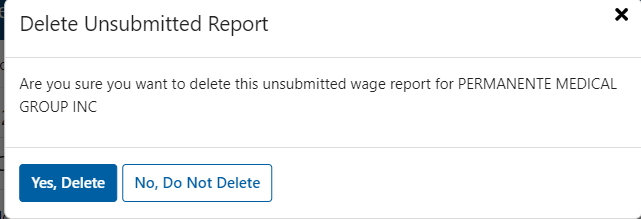 Delete Unsubmitted Report
Are you sure you want to delete this unsubmitted wage report for PERMANENTE MEDICAL
GROUP INC
Yes, Delete
No, Do Not Delete